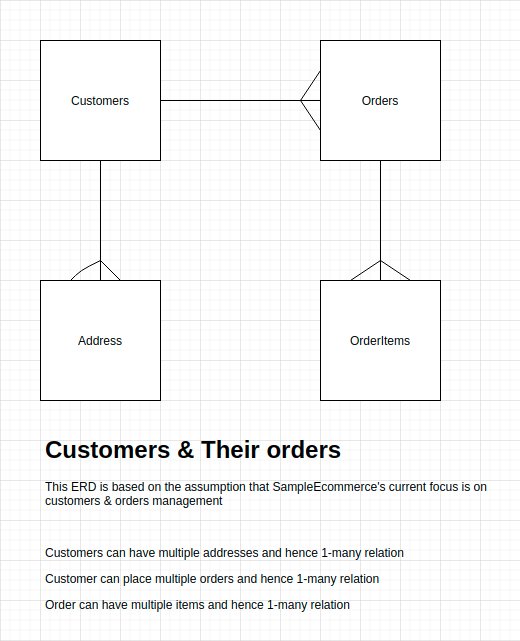 Customers
Orders
Address
OrderItems
Customers & Their orders
This ERD is based on the assumption that SampleEcommerce's current focus is on
customers & orders management
Customers can have multiple addresses and hence 1-many relation
Customer can place multiple orders and hence 1-many relation
Order can have multiple items and hence 1-many relation